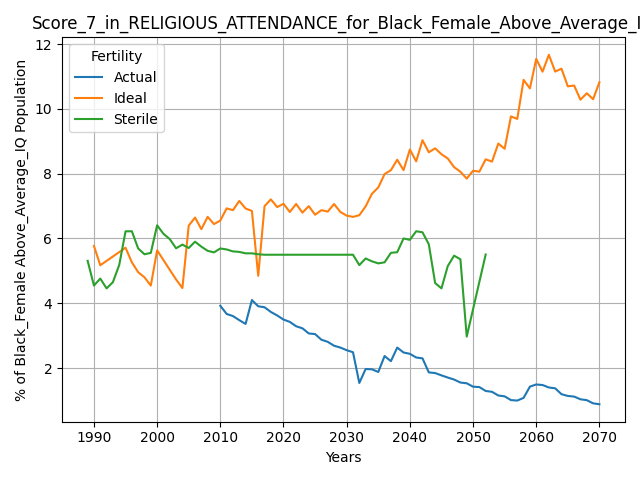 Score_7_in_RELIGIOUS_ATTENDANCE_for_Black_Female_Above_Average_I
% of Black_Female Above_Average_IQ Population
12
10
8
6
4
2
Fertility
Actual
Ideal
Sterile
1990 2000 2010 2020 2030 2040 2050 2060 2070
Years